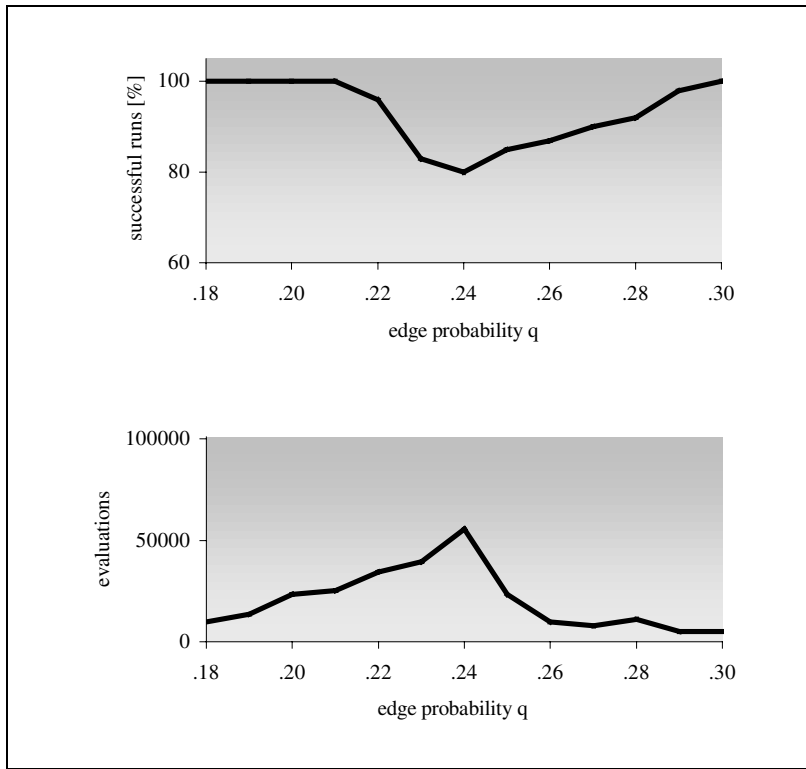 successful runs [%]
100
80
60
.18 .20 .22 .24 .26 .28 .30
edge probability q
evaluations
100000
50000
0
.18 .20 .22 .24 .26 .28 .30
edge probability q